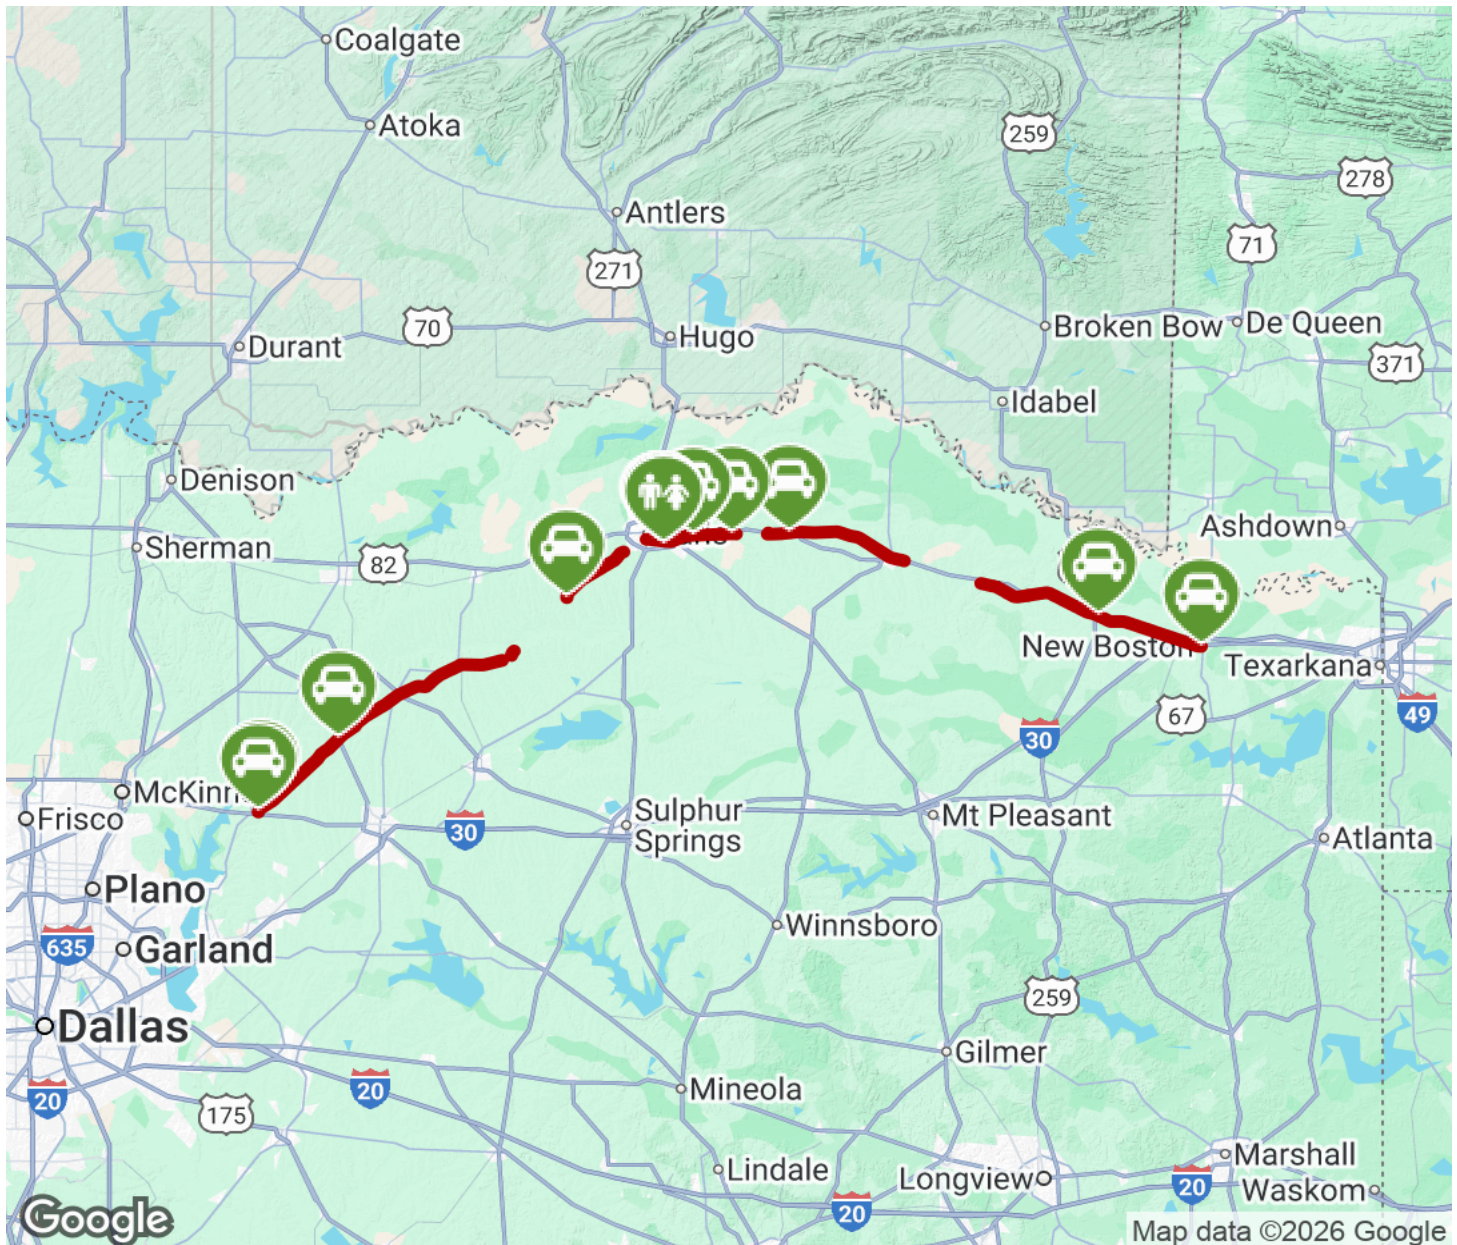 Coalgate
Atoka
259
278
Antlers
71
271
70
Hugo
Broken Bow
De Queen
Durant
371
Idabel
Denison
Ashdown
Sherman
82
New Boston
Texarkana
67
49
30
McKinn
Frisco
Sulphur
Springs
Mt Pleasant
30
Atlanta
Plano
Winnsboro
635
Garland
259
Dallas
Gilmer
20
20
Mineola
175
Lindale
Longview
Marshall
20
Waskom
20
Google
Map data ©2026 Google